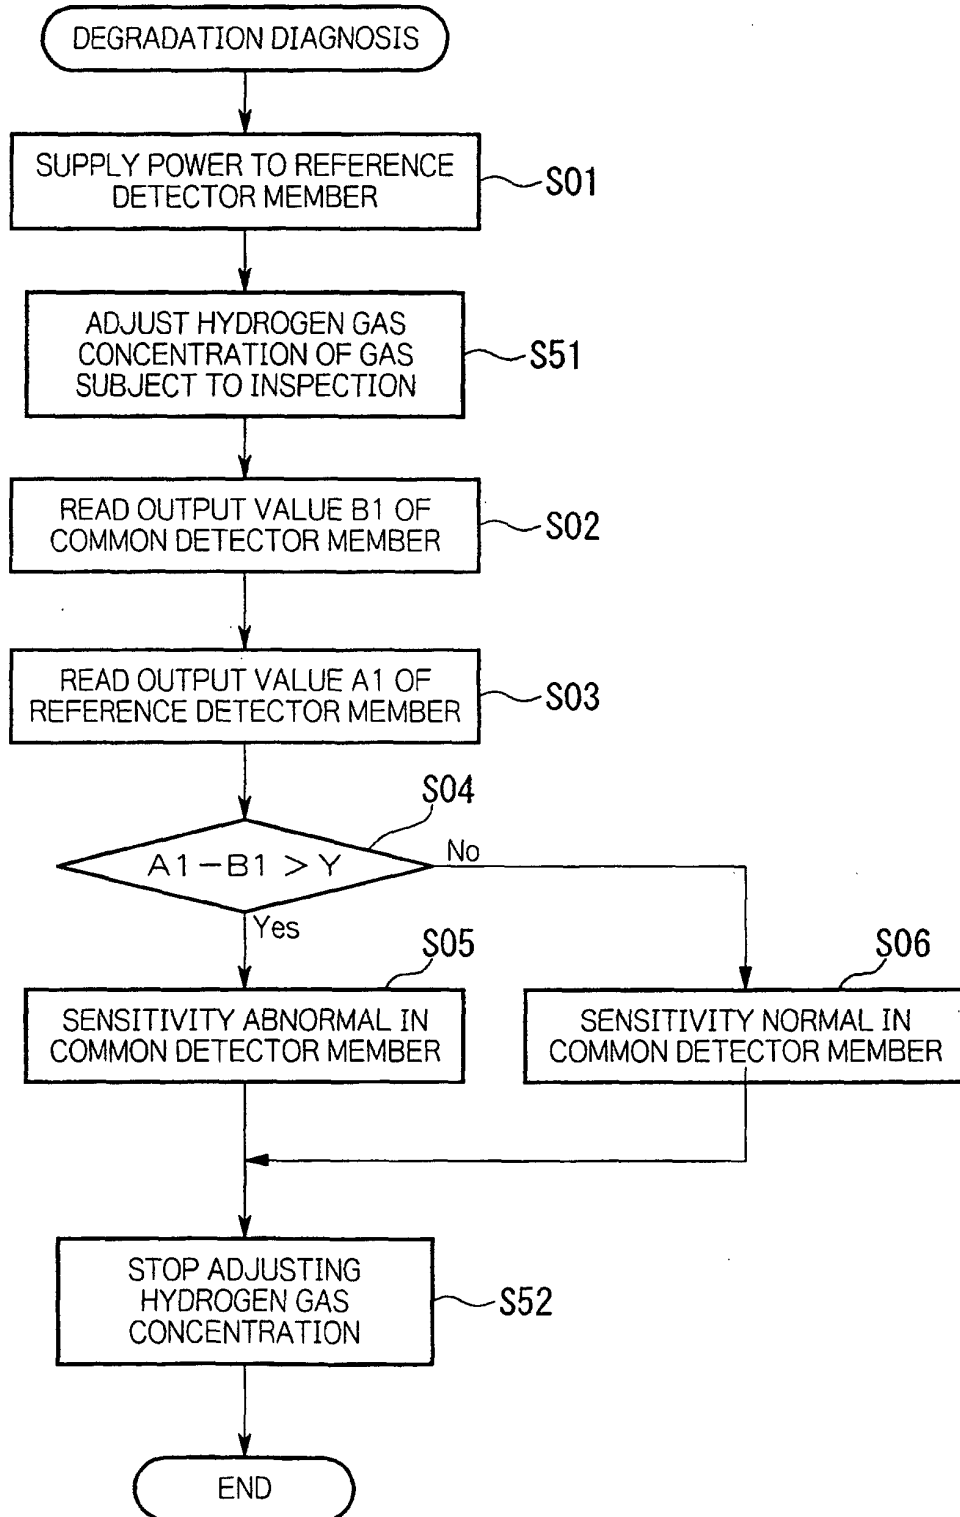 DEGRADATION DIAGNOSIS
SUPPLY POWER TO REFERENCE
DETECTOR MEMBER
S01
ADJUST HYDROGEN GAS
CONCENTRATION OF GAS
SUBJECT TO INSPECTION
S51
READ OUTPUT VALUE B1 OF
COMMON DETECTOR MEMBER
S02
READ OUTPUT VALUE A1 OF
REFERENCE DETECTOR MEMBER
S03
S04
A1-B1 > Y
No
Yes
S05
SENSITIVITY ABNORMAL IN
COMMON DETECTOR MEMBER
S06
SENSITIVITY NORMAL IN
COMMON DETECTOR MEMBER
STOP ADJUSTING
HYDROGEN GAS
CONCENTRATION
S52
END